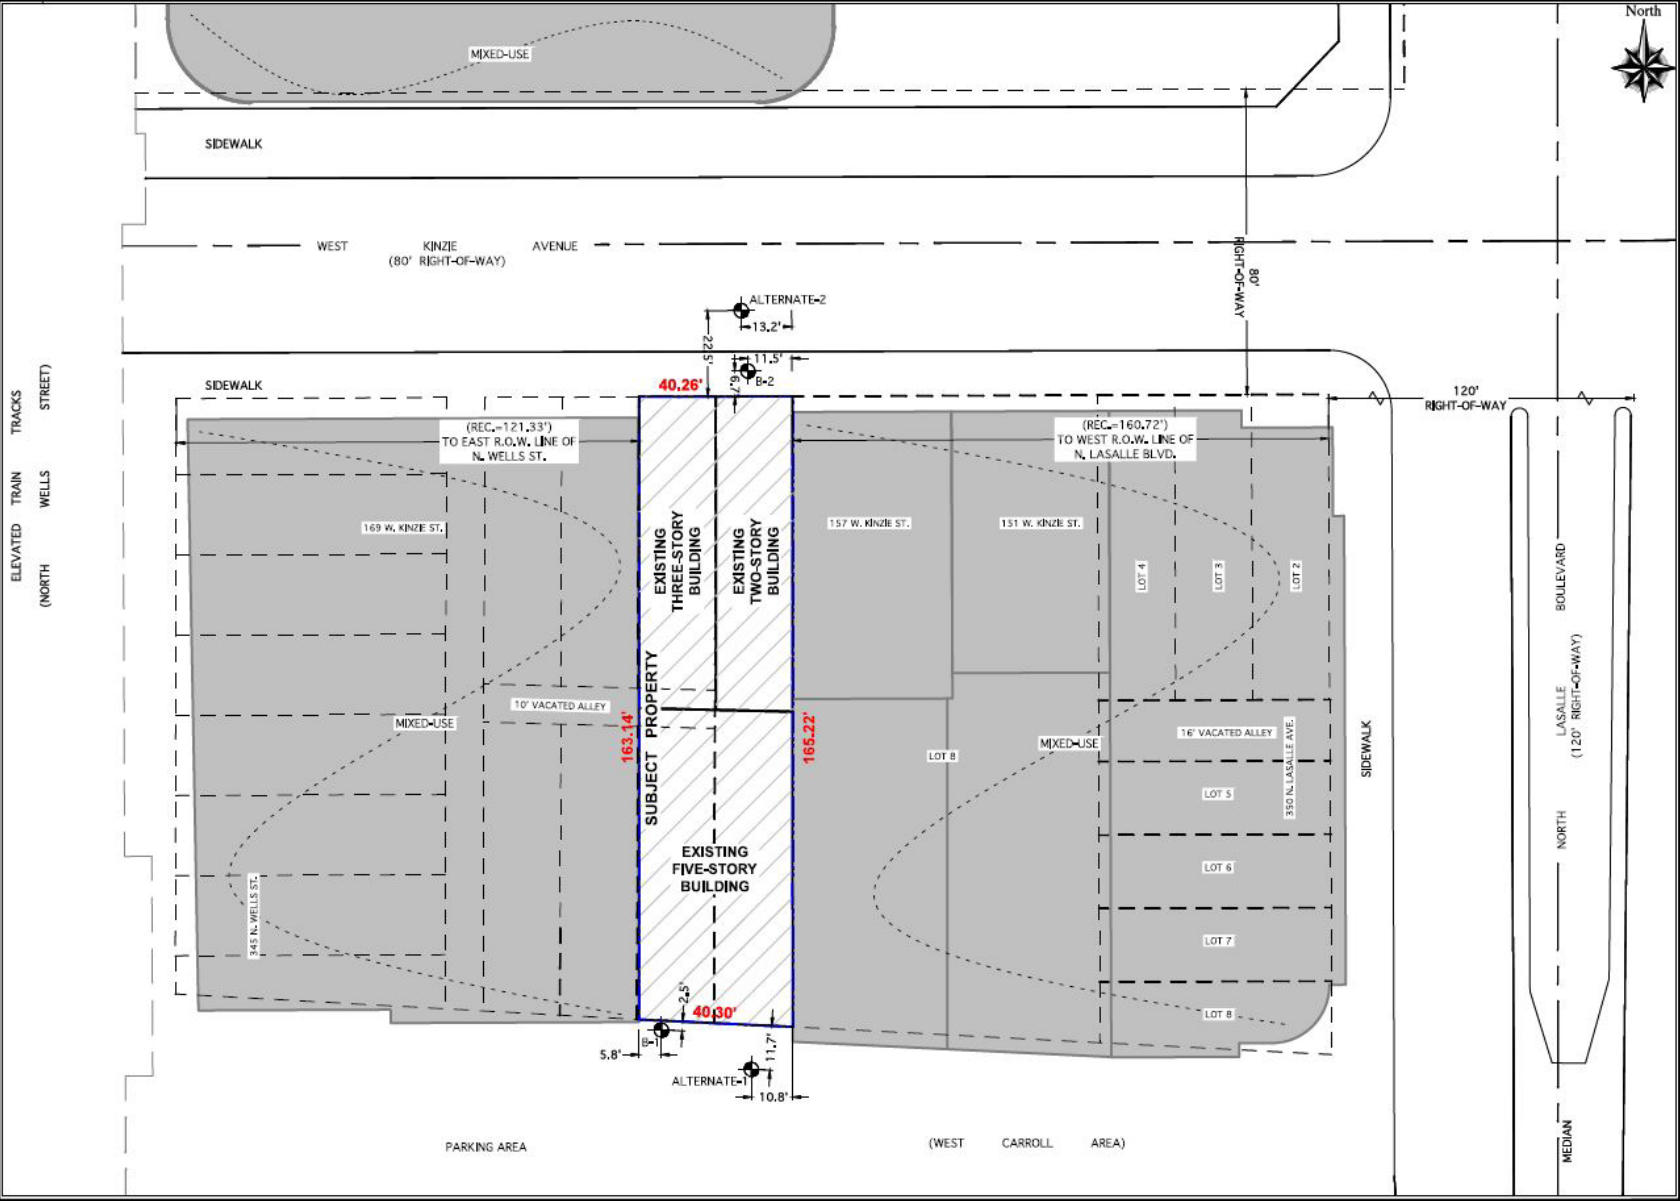 North
MIXED-USE
SIDEWALK
WEST KINZIE AVENUE
(80' RIGHT-OF-WAY)
80'
RIGHT-OF-WAY
ALTERNATE-2
13.2'
22.5'
11.5'
6.7'
B-2
SIDEWALK
40.26'
120'
RIGHT-OF-WAY
ELEVATED TRAIN TRACKS
(NORTH WELLS STREET)
(REC.=121.33')
TO EAST R.O.W. LINE OF
N. WELLS ST.
(REC.=160.72')
TO WEST R.O.W. LINE OF
N. LASALLE BLVD.
169 W. KINZIE ST.
EXISTING
THREE-STORY
BUILDING
EXISTING
TWO-STORY
BUILDING
157 W. KINZIE ST.
151 W. KINZIE ST.
LOT 4
LOT 3
LOT 2
10' VACATED ALLEY
MIXED-USE
163.14'
SUBJECT PROPERTY
165.22'
LOT 8
MIXED-USE
16' VACATED ALLEY
350 N. LASALLE AVE.
SIDEWALK
NORTH LASALLE BOULEVARD
(120' RIGHT-OF-WAY)
LOT 5
EXISTING
FIVE-STORY
BUILDING
LOT 6
345 N. WELLS ST.
LOT 7
2.5'
40.30'
LOT 8
B-1
5.8'
11.7'
ALTERNATE-1
10.8'
PARKING AREA
(WEST CARROLL AREA)
MEDIAN